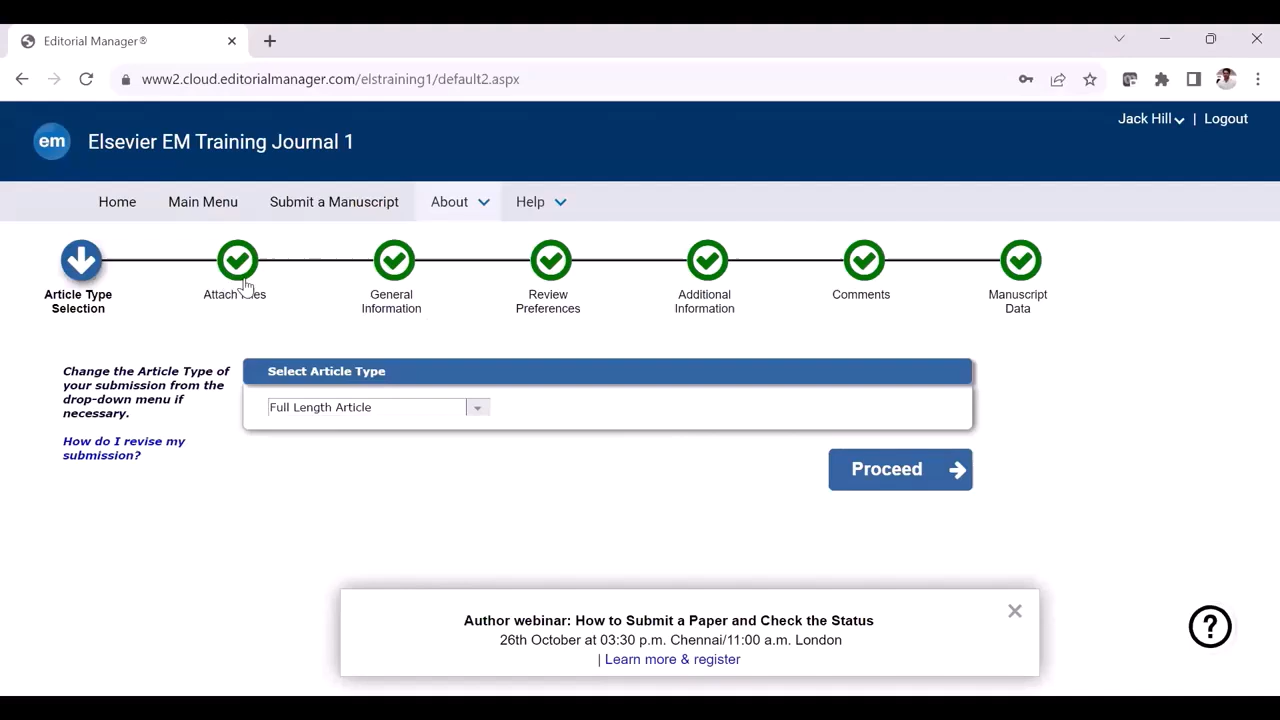 Editorial Manager®
www2.cloud.editorialmanager.com/elstraining1/default2.aspx
Jack Hill | Logout
em Elsevier EM Training Journal 1
Home Main Menu Submit a Manuscript About Help
Article Type
Selection
Attach Files
General
Information
Review
Preferences
Additional
Information
Comments
Manuscript
Data
Change the Article Type of
your submission from the
drop-down menu if
necessary.
How do I revise my
submission?
Select Article Type
Full Length Article
Proceed
Author webinar: How to Submit a Paper and Check the Status
26th October at 03:30 p.m. Chennai/11:00 a.m. London
| Learn more & register
?